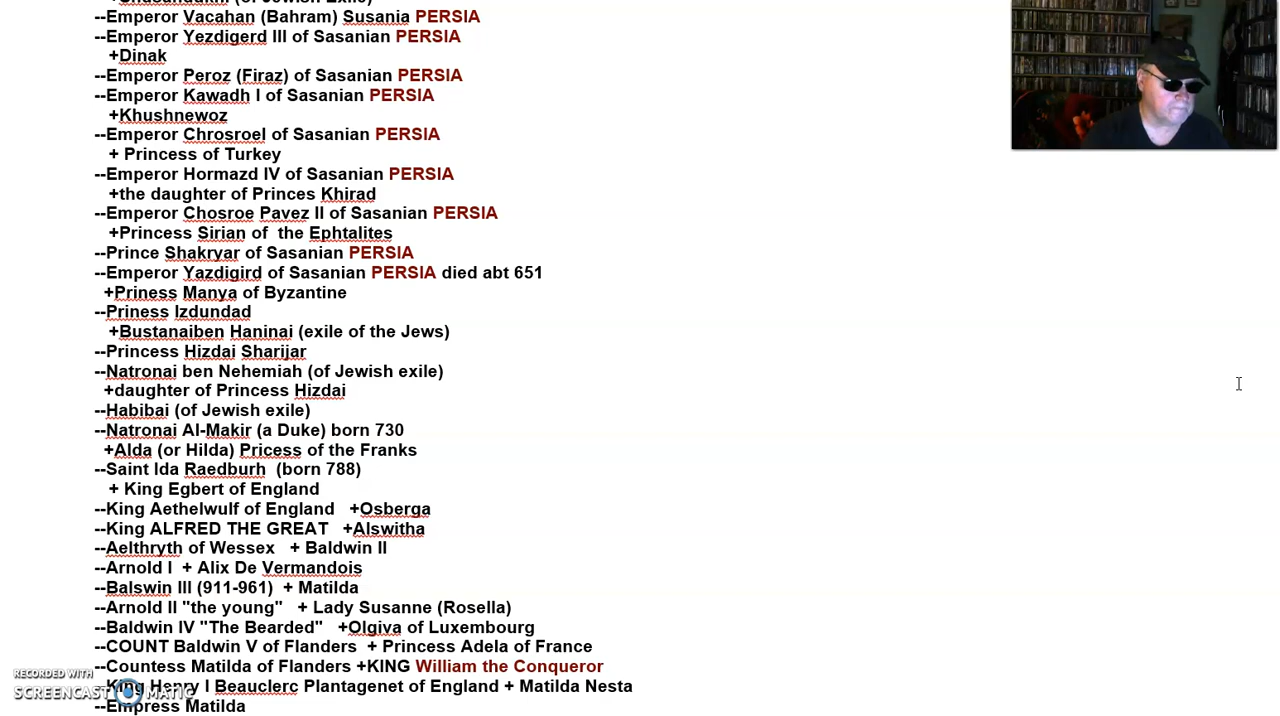 --Emperor Vacahan (Bahram) Susania PERSIA
--Emperor Yezdigerd III of Sasanian PERSIA
+Dinak
--Emperor Peroz (Firaz) of Sasanian PERSIA
--Emperor Kawadh I of Sasanian PERSIA
+Khushnewoz
--Emperor Chrosroel of Sasanian PERSIA
+ Princess of Turkey
--Emperor Hormazd IV of Sasanian PERSIA
+the daughter of Princes Khirad
--Emperor Chosroe Pavez II of Sasanian PERSIA
+Princess Sirian of the Ephtalites
--Prince Shakryar of Sasanian PERSIA
--Emperor Yazdigird of Sasanian PERSIA died abt 651
+Priness Manya of Byzantine
--Priness Izdundad
+Bustanaiben Haninai (exile of the Jews)
--Princess Hizdai Sharijar
--Natronai ben Nehemiah (of Jewish exile)
+daughter of Princess Hizdai
--Habibai (of Jewish exile)
--Natronai Al-Makir (a Duke) born 730
+Alda (or Hilda) Pricess of the Franks
--Saint Ida Raedburh (born 788)
+ King Egbert of England
--King Aethelwulf of England +Osberga
--King ALFRED THE GREAT +Alswitha
--Aelthryth of Wessex + Baldwin II
--Arnold I + Alix De Vermandois
--Balswin III (911-961) + Matilda
--Arnold II "the young" + Lady Susanne (Rosella)
--Baldwin IV "The Bearded" +Olgiva of Luxembourg
--COUNT Baldwin V of Flanders + Princess Adela of France
--Countess Matilda of Flanders +KING William the Conqueror
--King Henry I Beauclerc Plantagenet of England + Matilda Nesta
--Empress Matilda
RECORDED WITH
SCREENCAST MATIC